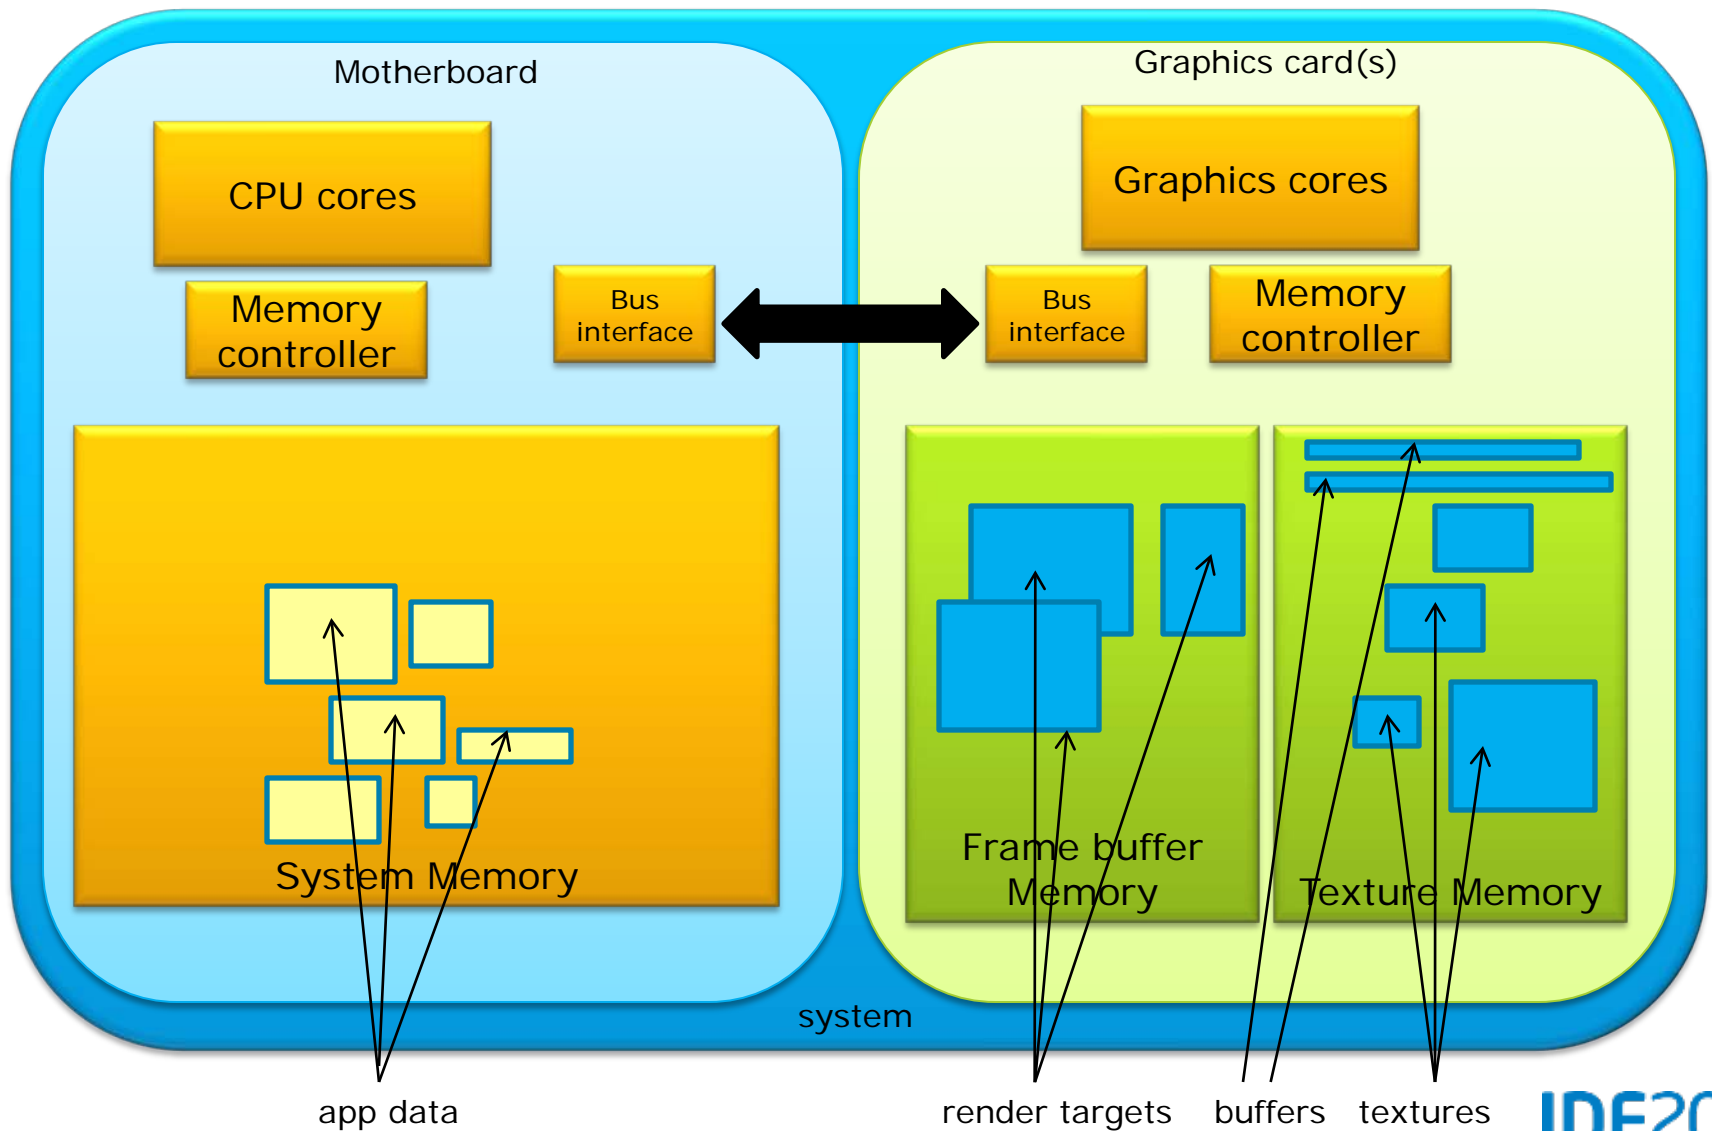 Motherboard
Graphics card(s)
CPU cores
Graphics cores
Memory
controller
Bus
interface
Bus
interface
Memory
controller
System Memory
Frame buffer
Memory
Texture Memory
system
app data
render targets
buffers
textures